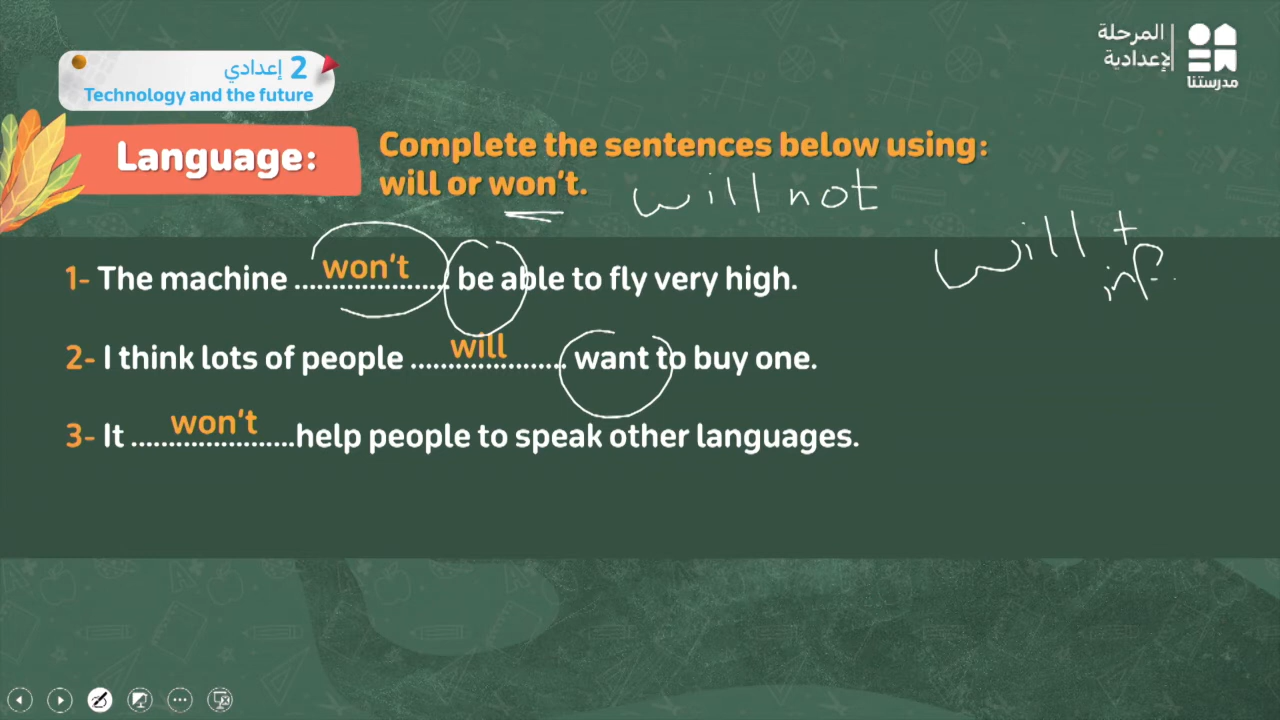 المرحلة
الإعدادية
مدرستنا
2 إعدادي
Technology and the future
Language:
Complete the sentences below using:
will or won't.
will not
will +
inf.
1- The machine ..................... won't be able to fly very high.
2- I think lots of people ..................... will want to buy one.
3- It ..................... won't help people to speak other languages.